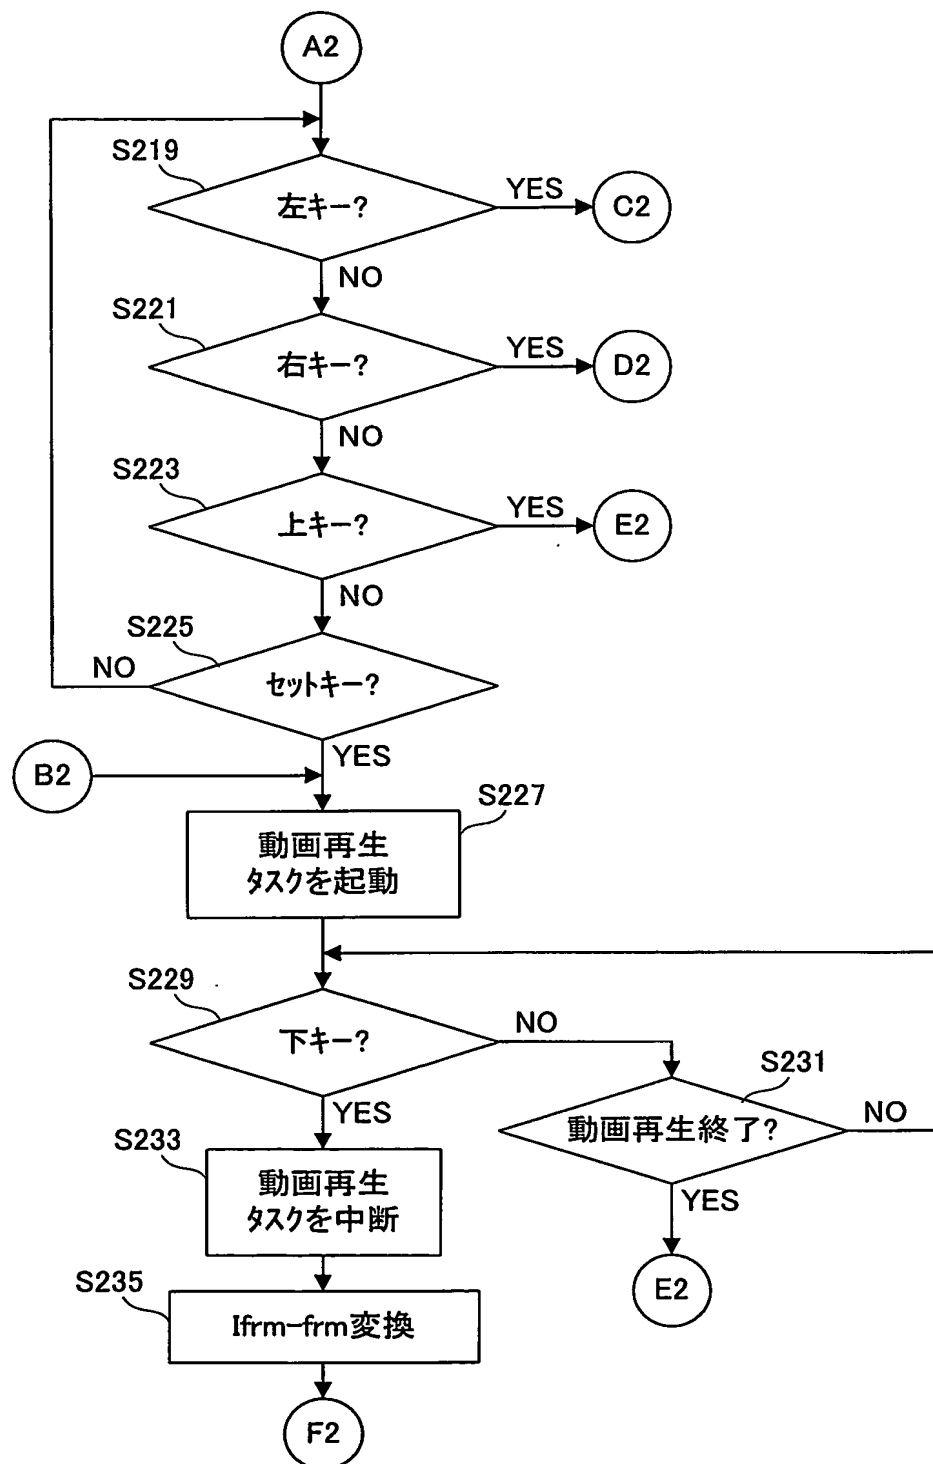 A2
S219
左キー?
YES
C2
NO
S221
右キー?
YES
D2
NO
S223
上キー?
YES
E2
NO
S225
NO
セットキー?
YES
B2
S227
動画再生
タスクを起動
S229
下キー?
NO
S231
YES
動画再生終了?
NO
S233
動画再生
タスクを中断
YES
S235
E2
Ifrm-frm変換
F2